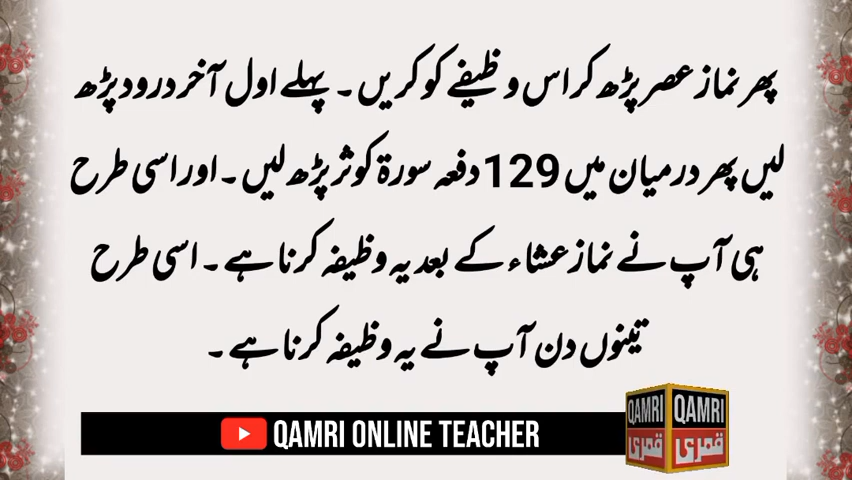 پھر نماز عصر پڑھ کر اس وظیفے کو کریں۔ پہلے اول آخر درود پڑھ
لیں پھر درمیان میں 129 دفعہ سورۃ کوثر پڑھ لیں۔ اور اسی طرح
ہی آپ نے نماز عشاء کے بعد یہ وظیفہ کرنا ہے۔ اسی طرح
تینوں دن آپ نے یہ وظیفہ کرنا ہے۔
QAMRI ONLINE TEACHER
QAMRI QAMRI
قمری قمری